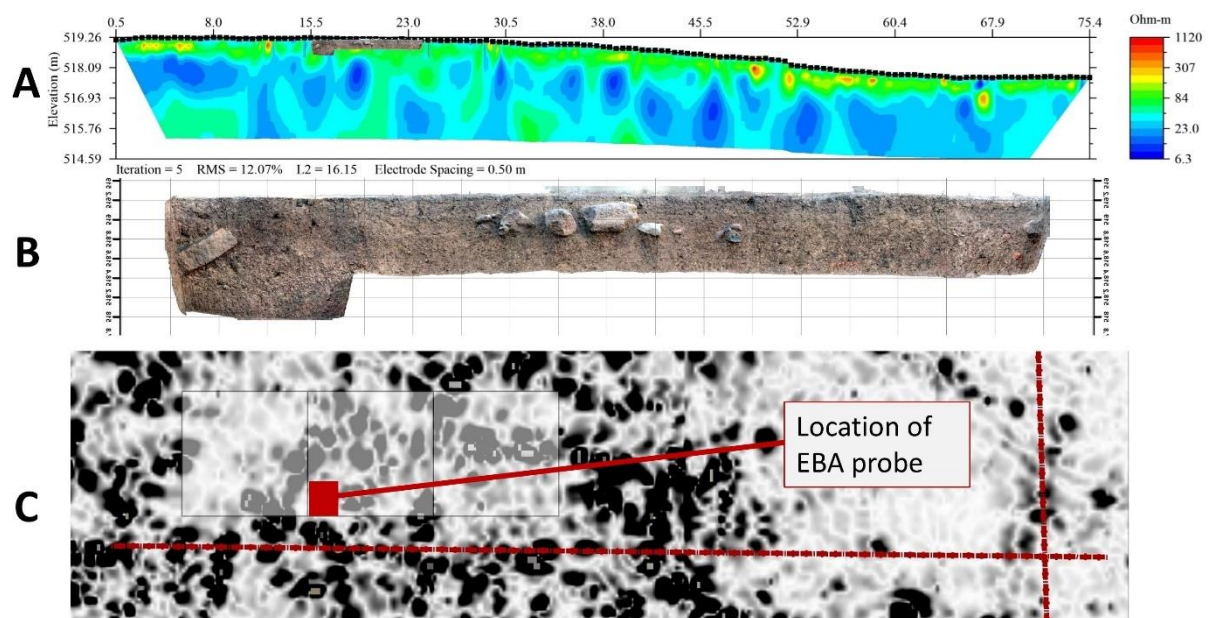 0.5 8.0 15.5 23.0 30.5 38.0 45.5 52.9 60.4 67.9 75.4 Ohm-m
519.26 1120
518.09 307
A
Elevation (m)
516.93 84
515.76 23.0
514.59 6.3
Iteration = 5 RMS = 12.07% L2 = 16.15 Electrode Spacing = 0.50 m
B
C
Location of
EBA probe